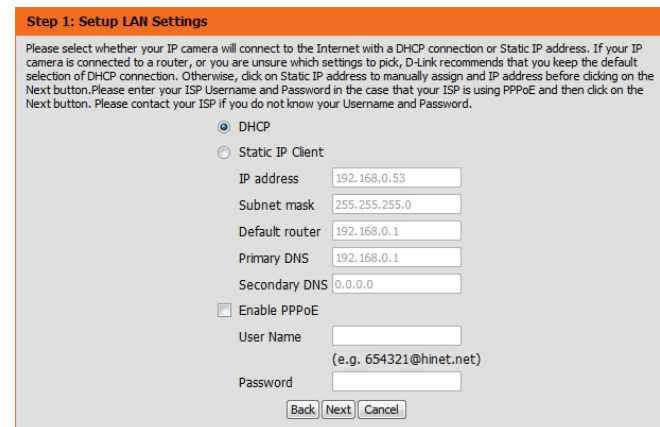 Step 1: Setup LAN Settings
Please select whether your IP camera will connect to the Internet with a DHCP connection or Static IP address. If your IP
camera is connected to a router, or you are unsure which settings to pick, D-Link recommends that you keep the default
selection of DHCP connection. Otherwise, click on Static IP address to manually assign and IP address before clicking on the
Next button.Please enter your ISP Username and Password in the case that your ISP is using PPPoE and then click on the
Next button. Please contact your ISP if you do not know your Username and Password.
DHCP
Static IP Client
IP address 192.168.0.53
Subnet mask 255.255.255.0
Default router 192.168.0.1
Primary DNS 192.168.0.1
Secondary DNS 0.0.0.0
Enable PPPoE
User Name
(e.g. 654321@hinet.net)
Password
Back Next Cancel